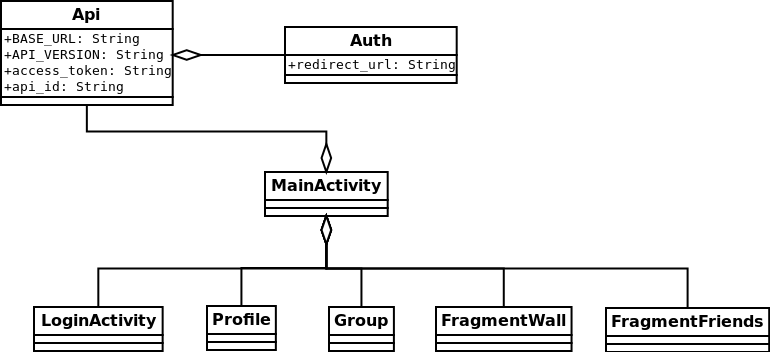 Api
+BASE_URL: String
+API_VERSION: String
+access_token: String
+api_id: String
Auth
+redirect_url: String
MainActivity
LoginActivity
Profile
Group
FragmentWall
FragmentFriends